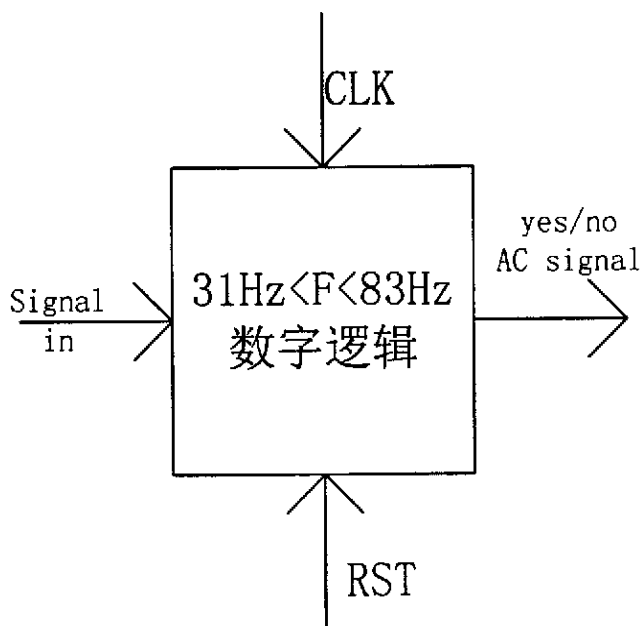 CLK
yes/no
AC signal
Signal
in
31Hz<F<83Hz
数字逻辑
RST